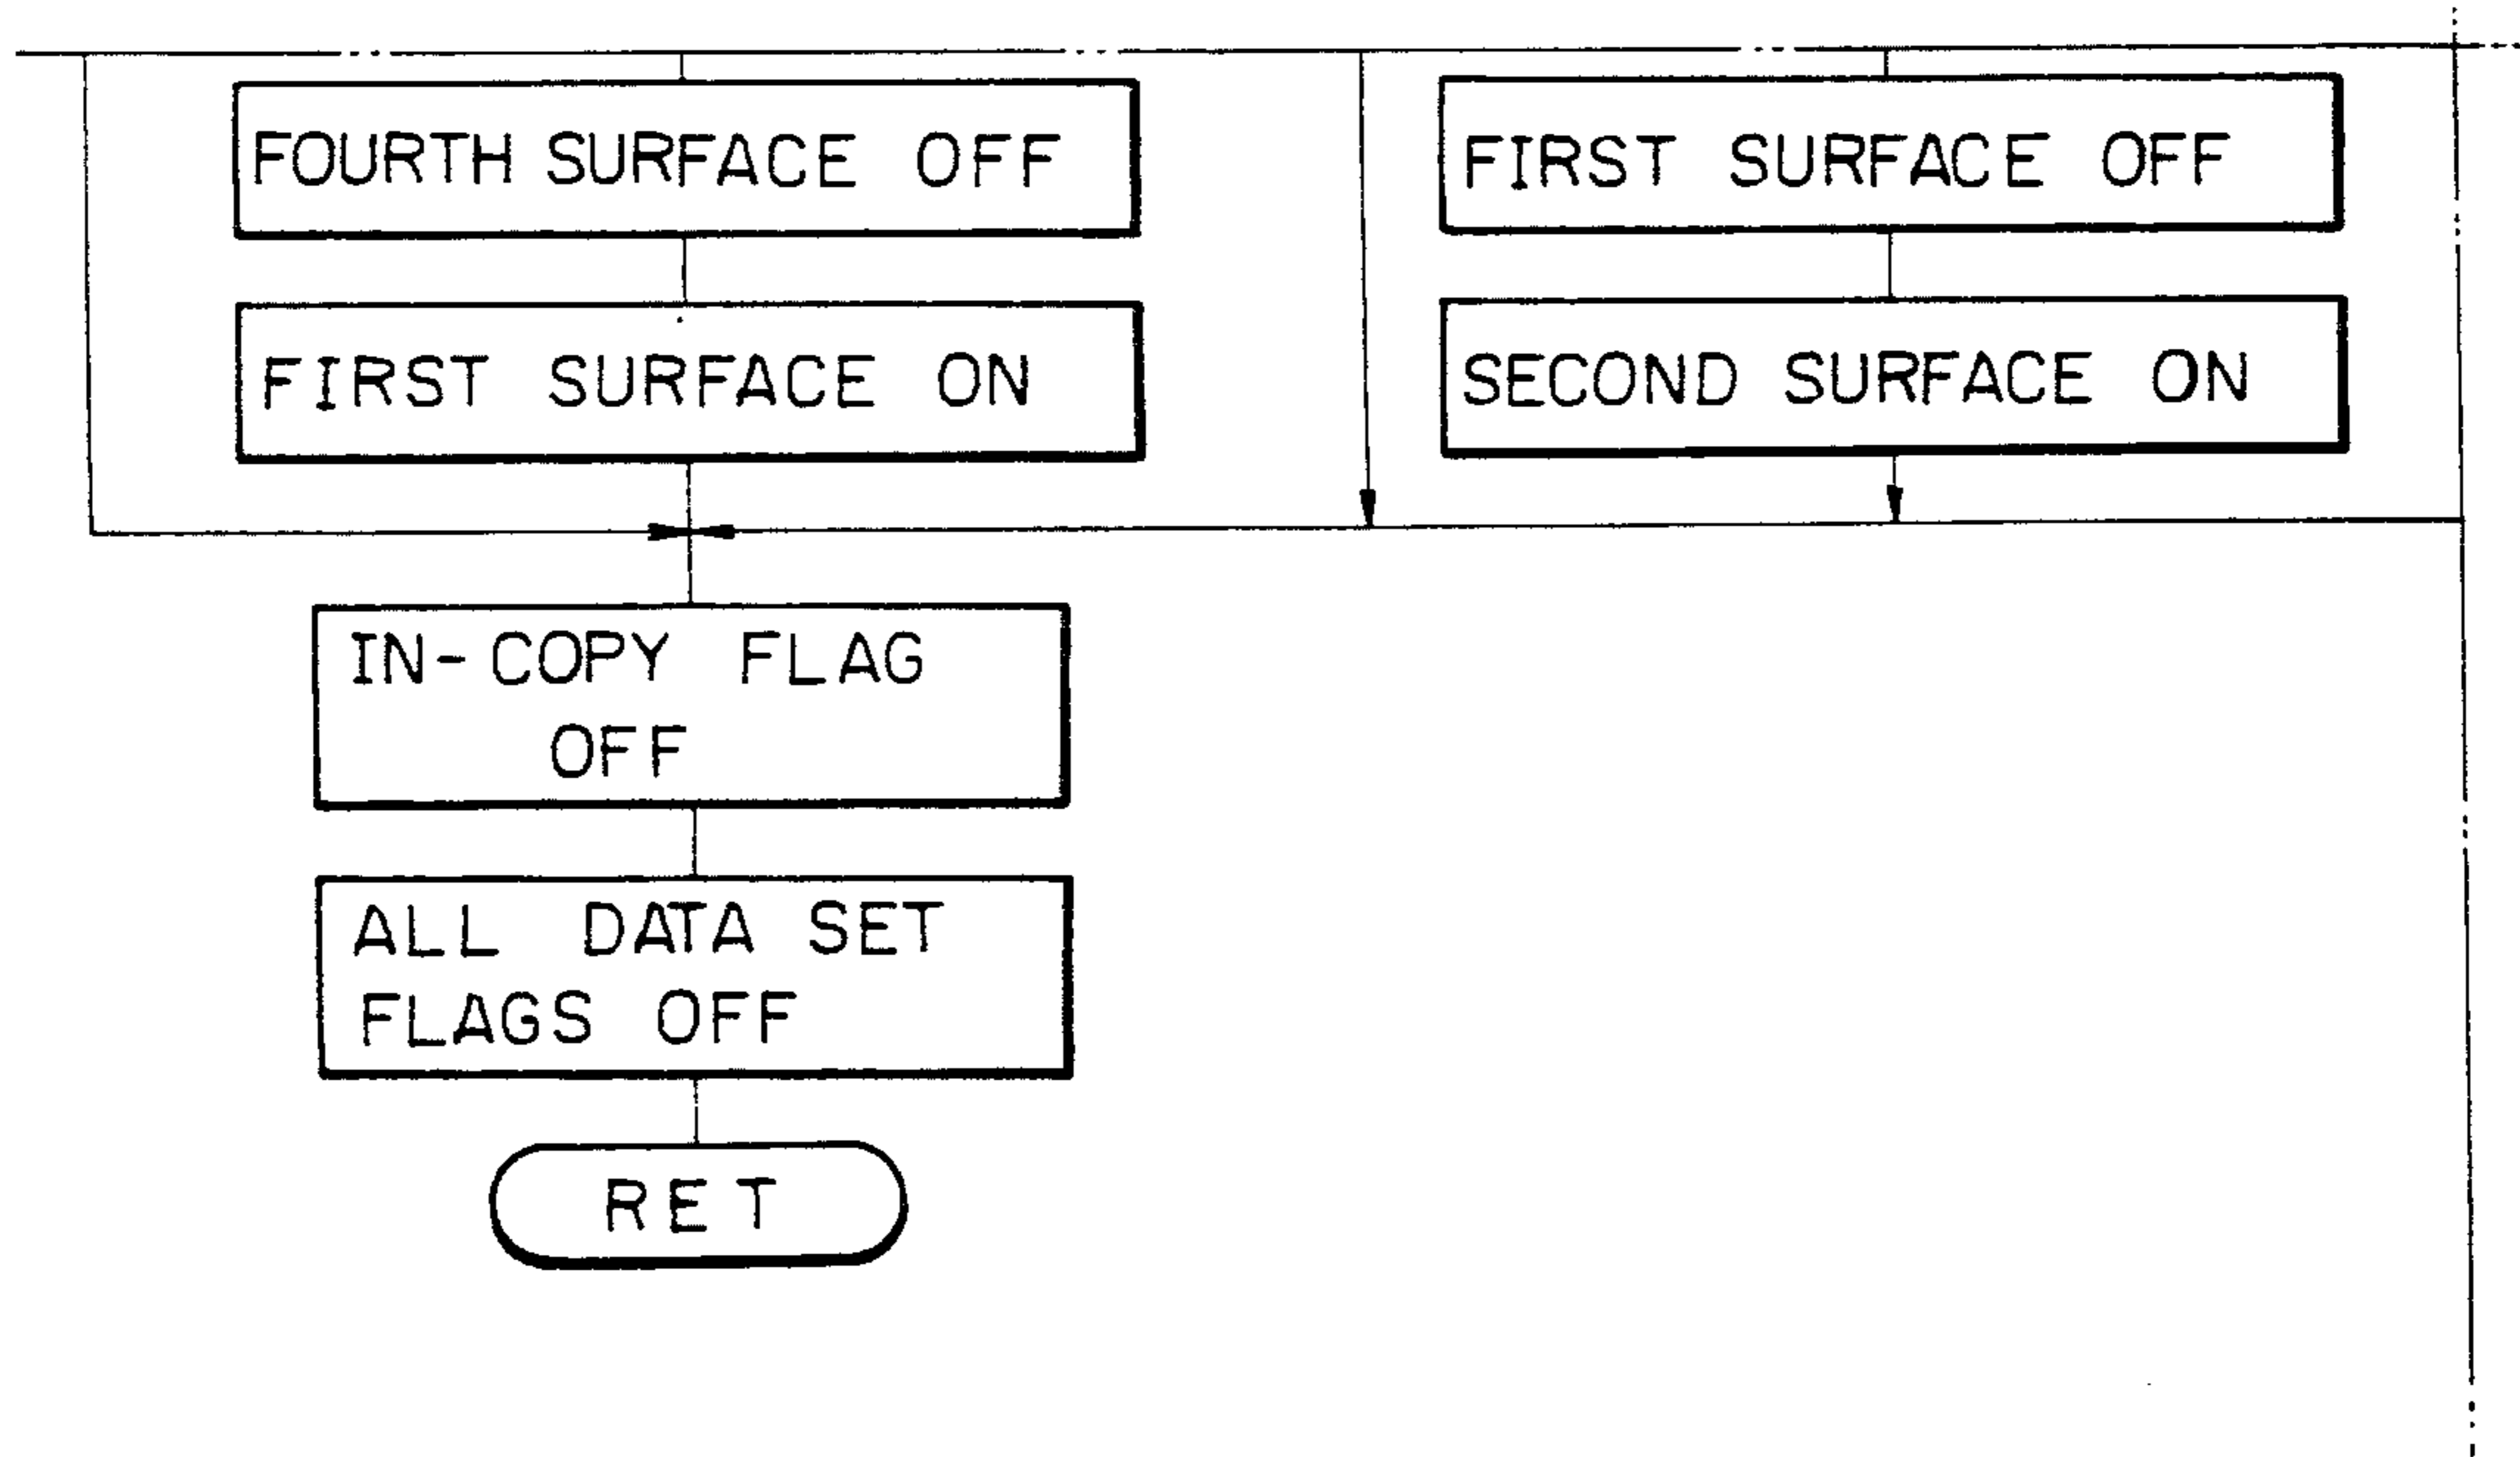 FOURTH SURFACE OFF
FIRST SURFACE ON
FIRST SURFACE OFF
SECOND SURFACE ON
IN-COPY FLAG
OFF
ALL DATA SET
FLAGS OFF
RET